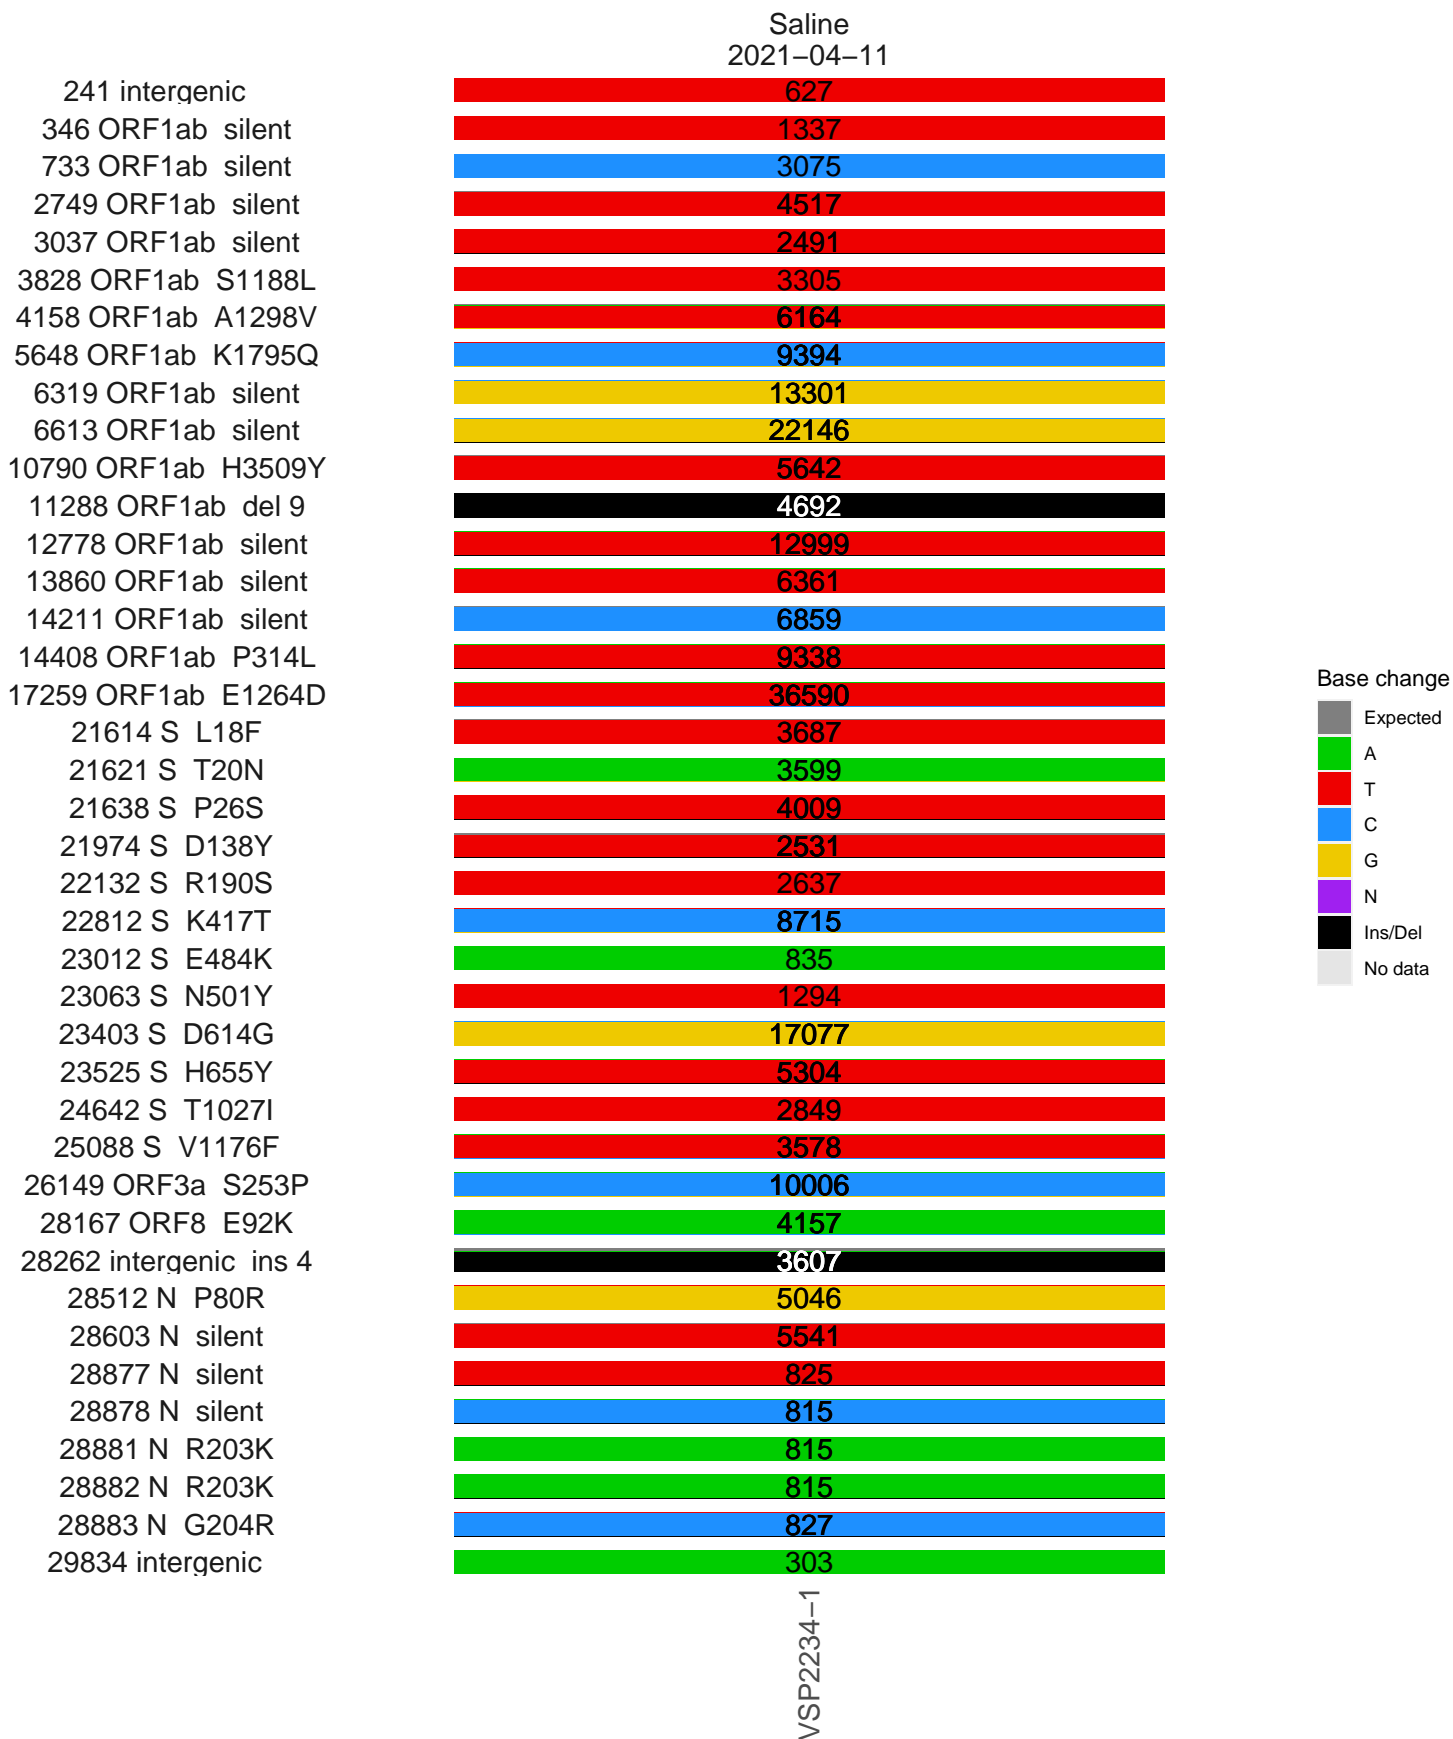 Saline
2021−04−11
241 intergenic 627
346 ORF1ab silent 1337
733 ORF1ab silent 3075
2749 ORF1ab silent 4517
3037 ORF1ab silent 2491
3828 ORF1ab S1188L 3305
4158 ORF1ab A1298V 6164
5648 ORF1ab K1795Q 9394
6319 ORF1ab silent 13301
6613 ORF1ab silent 22146
10790 ORF1ab H3509Y 5642
11288 ORF1ab del 9 4692
12778 ORF1ab silent 12999
13860 ORF1ab silent 6361
14211 ORF1ab silent 6859
14408 ORF1ab P314L 9338
17259 ORF1ab E1264D 36590
21614 S L18F 3687
21621 S T20N 3599
21638 S P26S 4009
21974 S D138Y 2531
22132 S R190S 2637
22812 S K417T 8715
23012 S E484K 835
23063 S N501Y 1294
23403 S D614G 17077
23525 S H655Y 5304
24642 S T1027I 2849
25088 S V1176F 3578
26149 ORF3a S253P 10006
28167 ORF8 E92K 4157
28262 intergenic ins 4 3607
28512 N P80R 5046
28603 N silent 5541
28877 N silent 825
28878 N silent 815
28881 N R203K 815
28882 N R203K 815
28883 N G204R 827
29834 intergenic 303
VSP2234−1
Base change
Expected
A
T
C
G
N
Ins/Del
No data